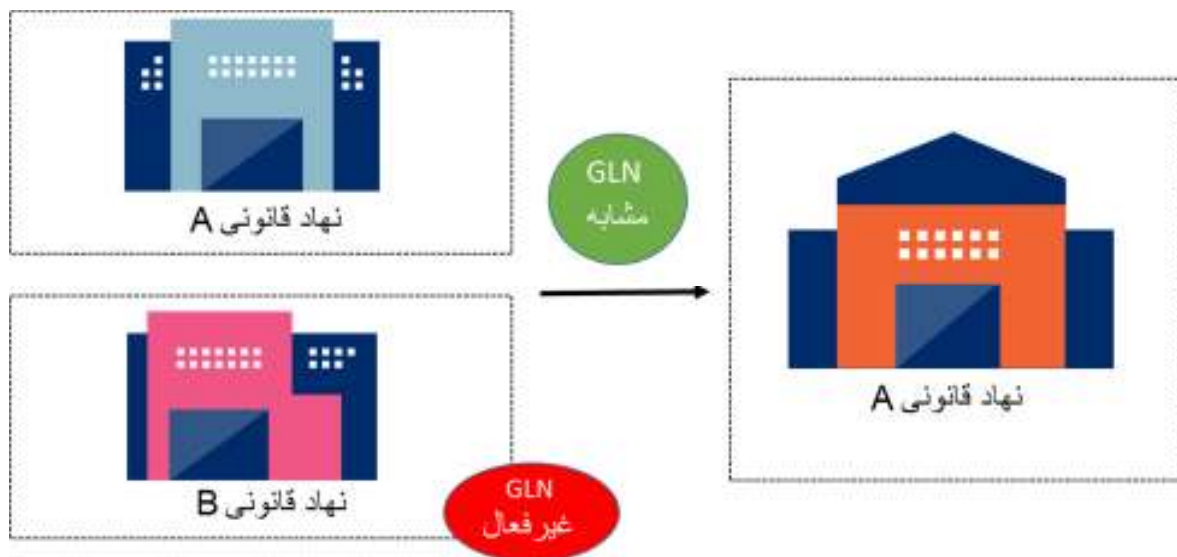 نهاد قانونی A
GLN
مشابه
نهاد قانونی A
نهاد قانونی B
GLN
غیرفعال